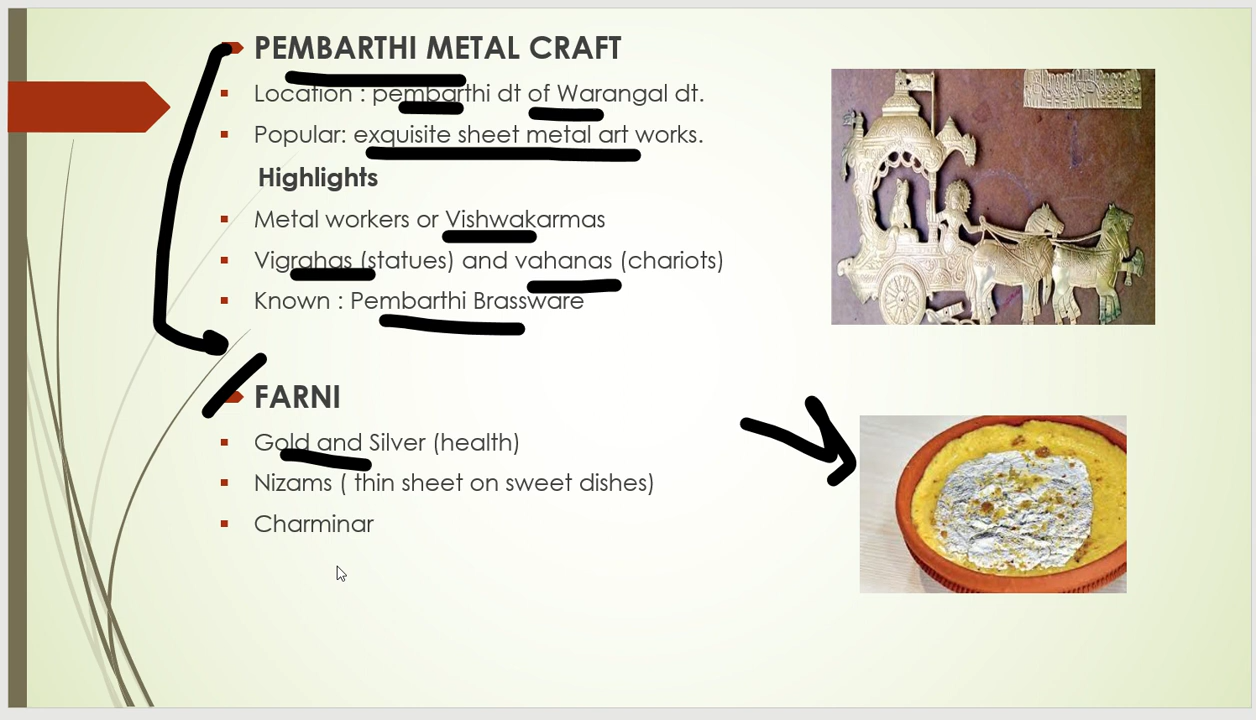 PEMBARTHI METAL CRAFT
Location : pembarthi dt of Warangal dt.
Popular: exquisite sheet metal art works.
Highlights
Metal workers or Vishwakarmas
Vigrahas (statues) and vahanas (chariots)
Known : Pembarthi Brassware
FARNI
Gold and Silver (health)
Nizams ( thin sheet on sweet dishes)
Charminar